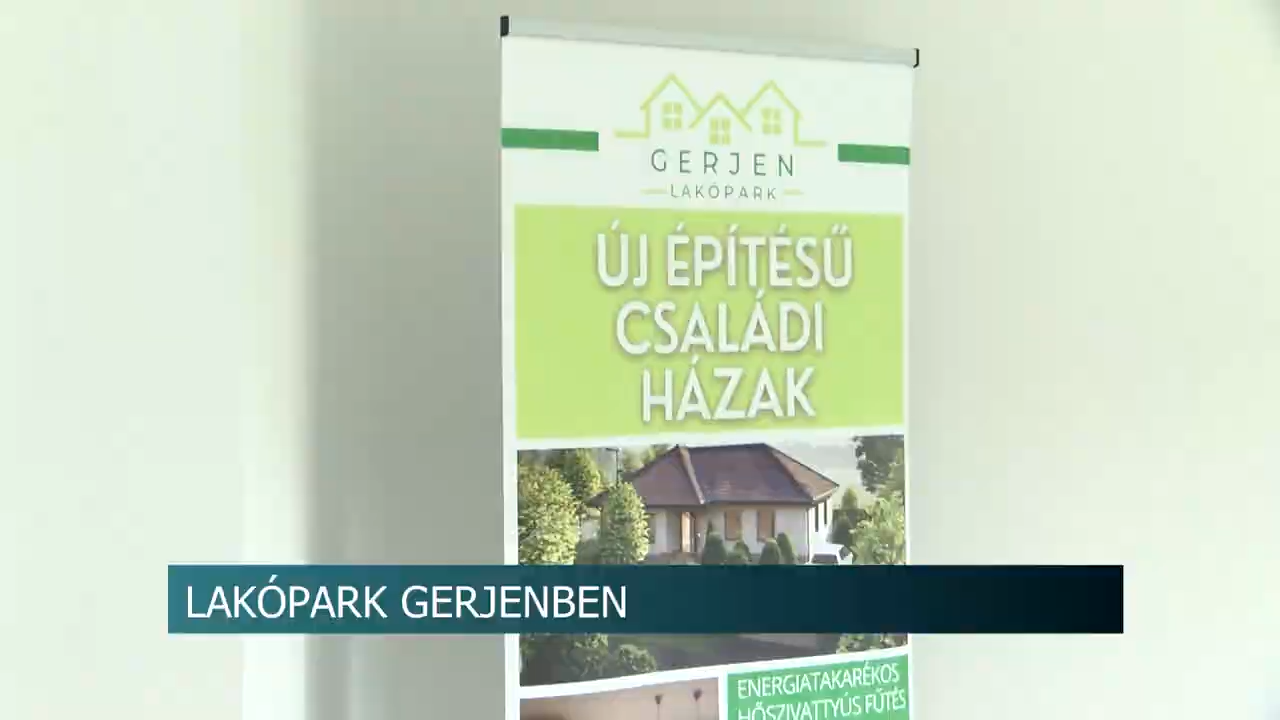 GERJEN
LAKÓPARK
ÚJ ÉPÍTÉSŰ
CSALÁDI
HÁZAK
LAKÓPARK GERJENBEN
ENERGIATAKARÉKOS
HŐSZIVATTYÚS FŰTÉS